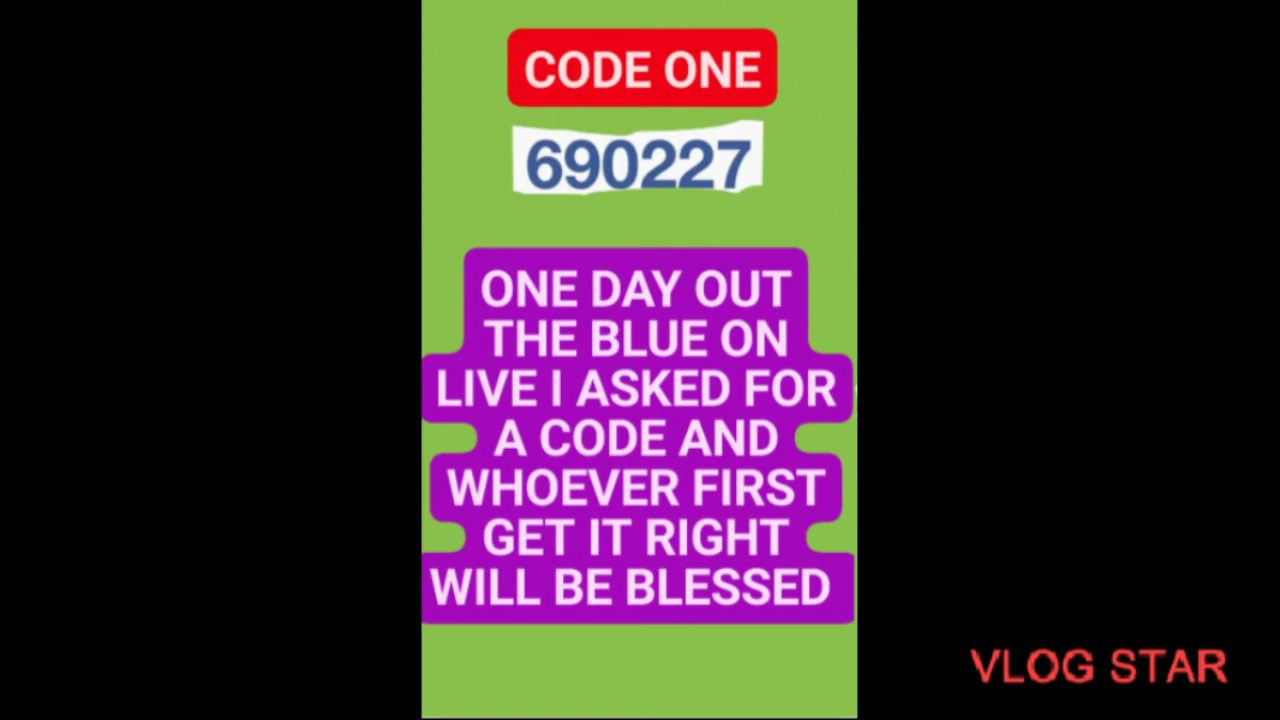 CODE ONE
690227
ONE DAY OUT
THE BLUE ON
LIVE I ASKED FOR
A CODE AND
WHOEVER FIRST
GET IT RIGHT
WILL BE BLESSED
VLOG STAR